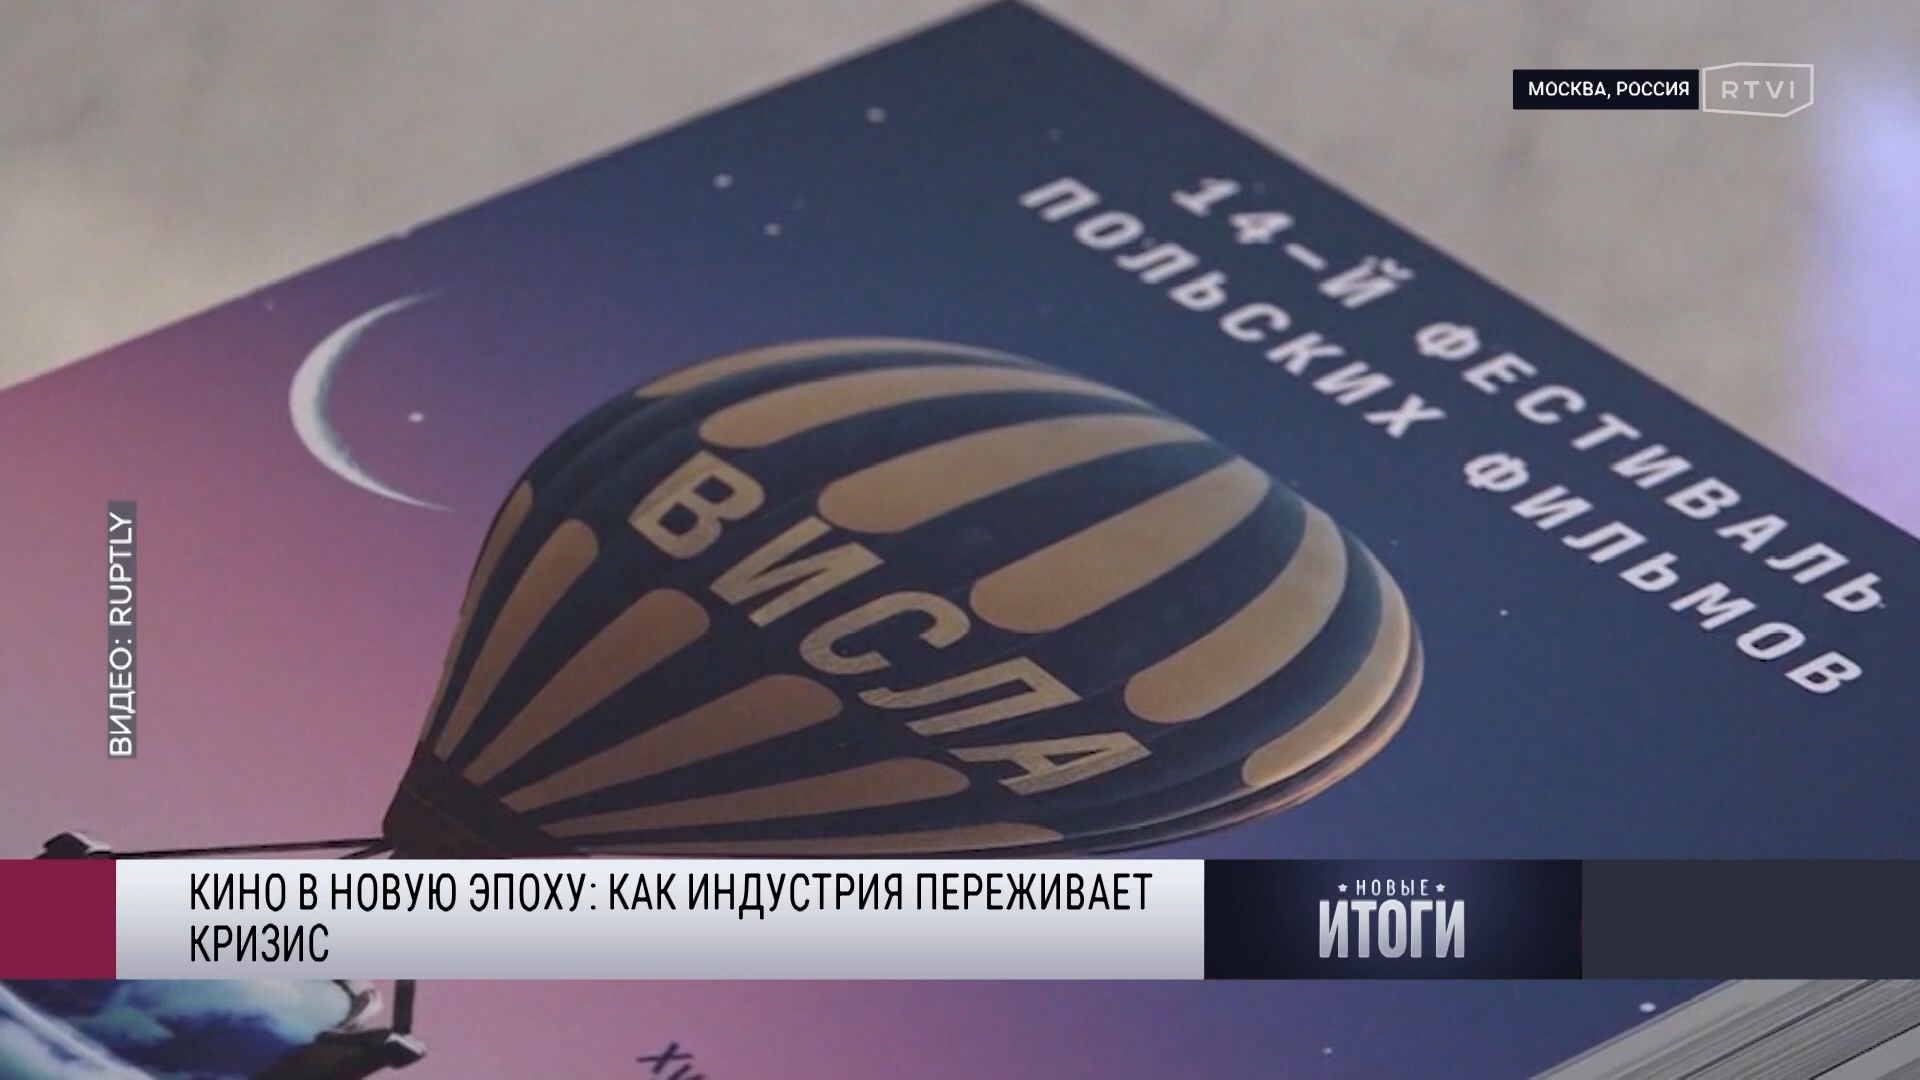 МОСКВА, РОССИЯ
RTVI
14-Й ФЕСТИВАЛЬ
ПОЛЬСКИХ ФИЛЬМОВ
ВИСЛА
ВИДЕО: RUPTLY
КИНО В НОВУЮ ЭПОХУ: КАК ИНДУСТРИЯ ПЕРЕЖИВАЕТ
КРИЗИС
НОВЫЕ
ИТОГИ